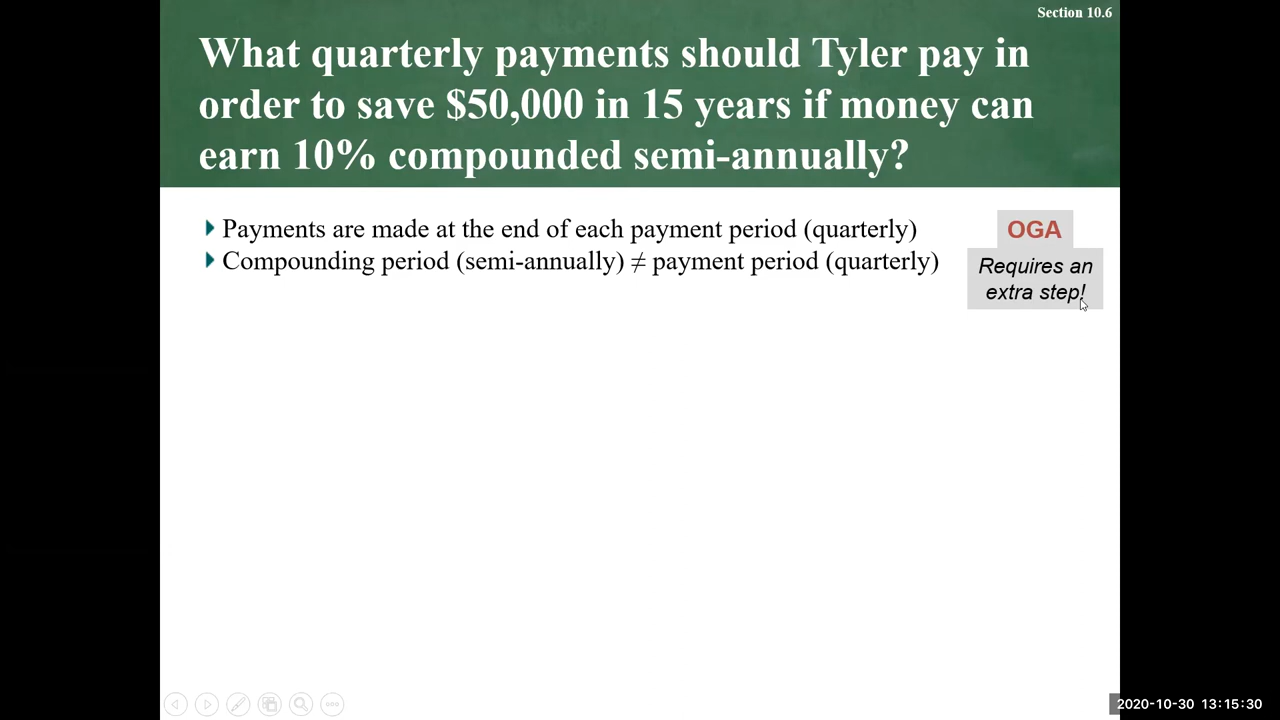 Section 10.6
What quarterly payments should Tyler pay in
order to save $50,000 in 15 years if money can
earn 10% compounded semi-annually?
Payments are made at the end of each payment period (quarterly)
Compounding period (semi-annually) ≠ payment period (quarterly)
OGA
Requires an
extra step!
2020-10-30 13:15:30